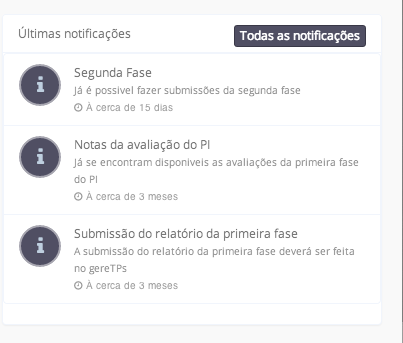 Últimas notificações
Todas as notificações
Segunda Fase
Já é possivel fazer submissões da segunda fase
À cerca de 15 dias
Notas da avaliação do PI
Já se encontram disponiveis as avaliações da primeira fase
do PI
À cerca de 3 meses
Submissão do relatório da primeira fase
A submissão do relatório da primeira fase deverá ser feita
no gereTPs
À cerca de 3 meses